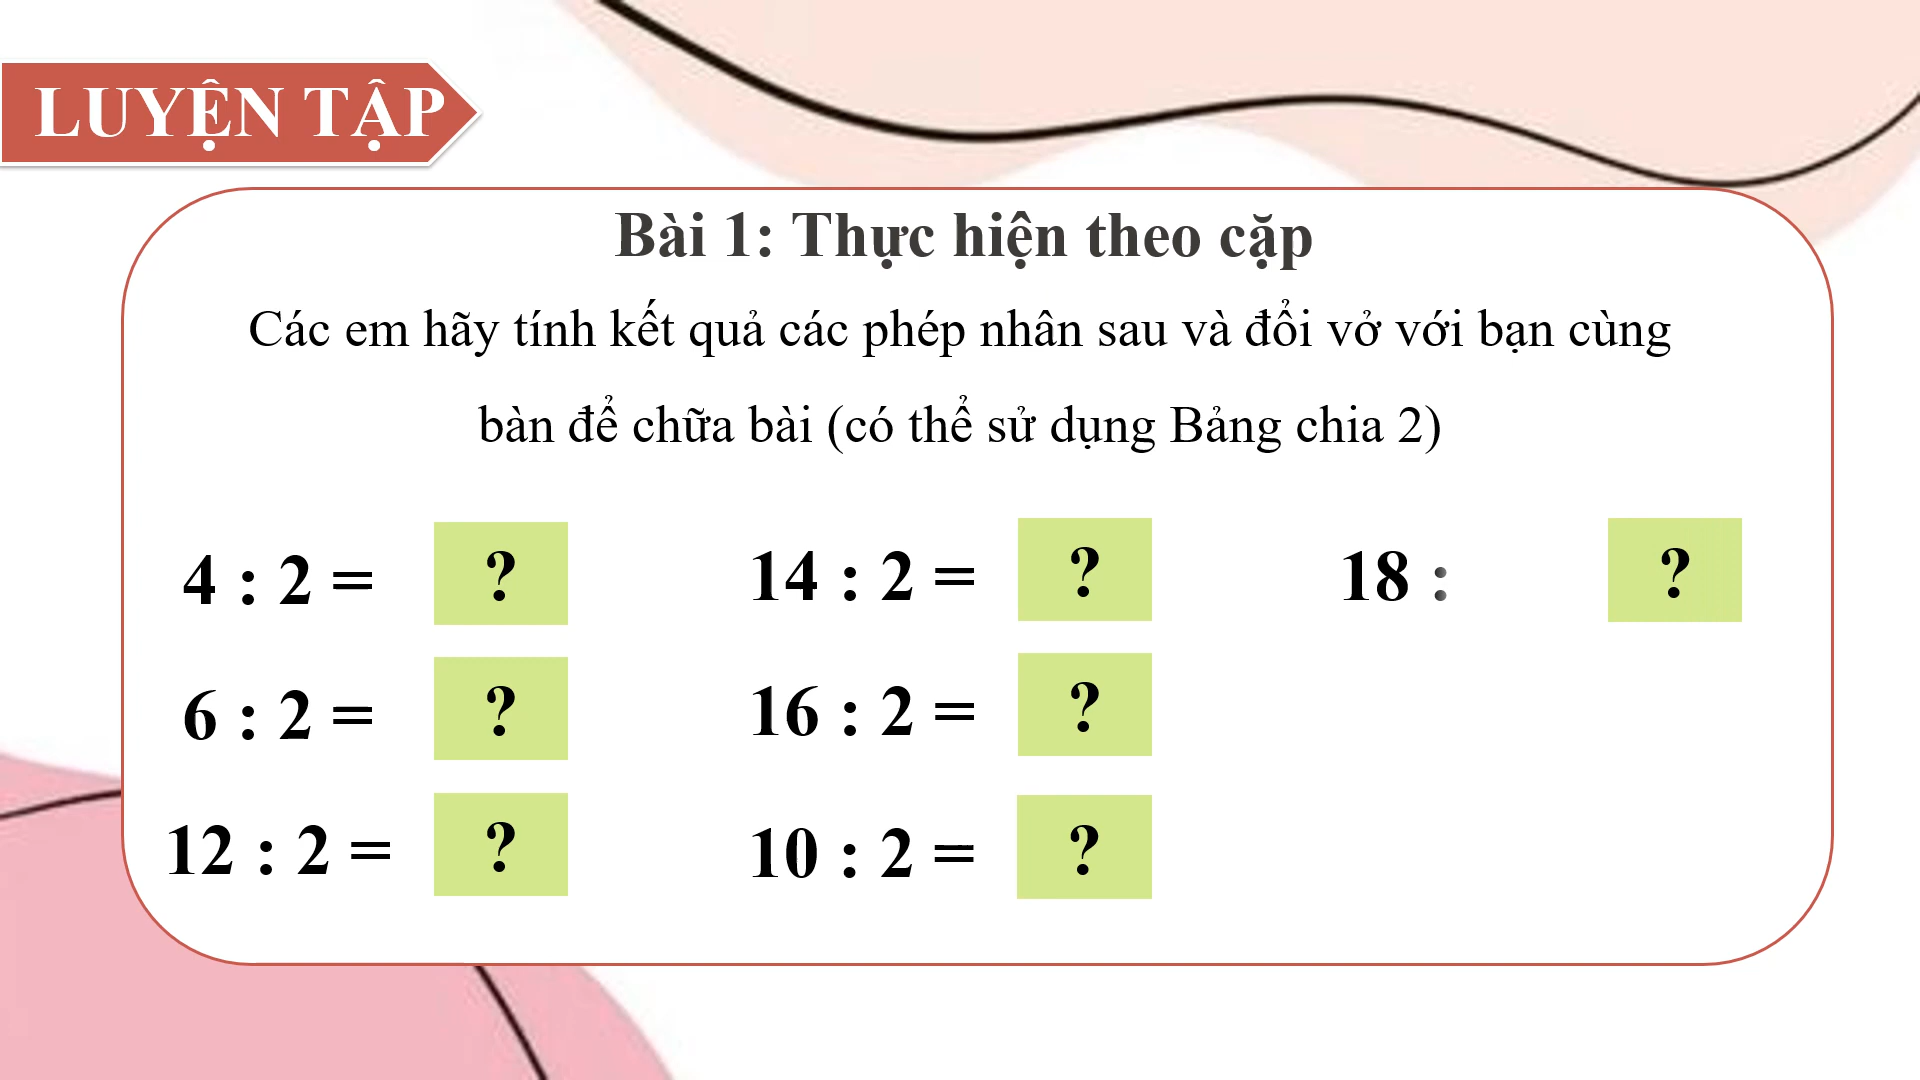 LUYỆN TẬP
Bài 1: Thực hiện theo cặp
Các em hãy tính kết quả các phép nhân sau và đổi vở với bạn cùng
bàn để chữa bài (có thể sử dụng Bảng chia 2)
4 : 2 = ? 14 : 2 = ? 18 : ?
6 : 2 = ? 16 : 2 = ?
12 : 2 = ? 10 : 2 = ?